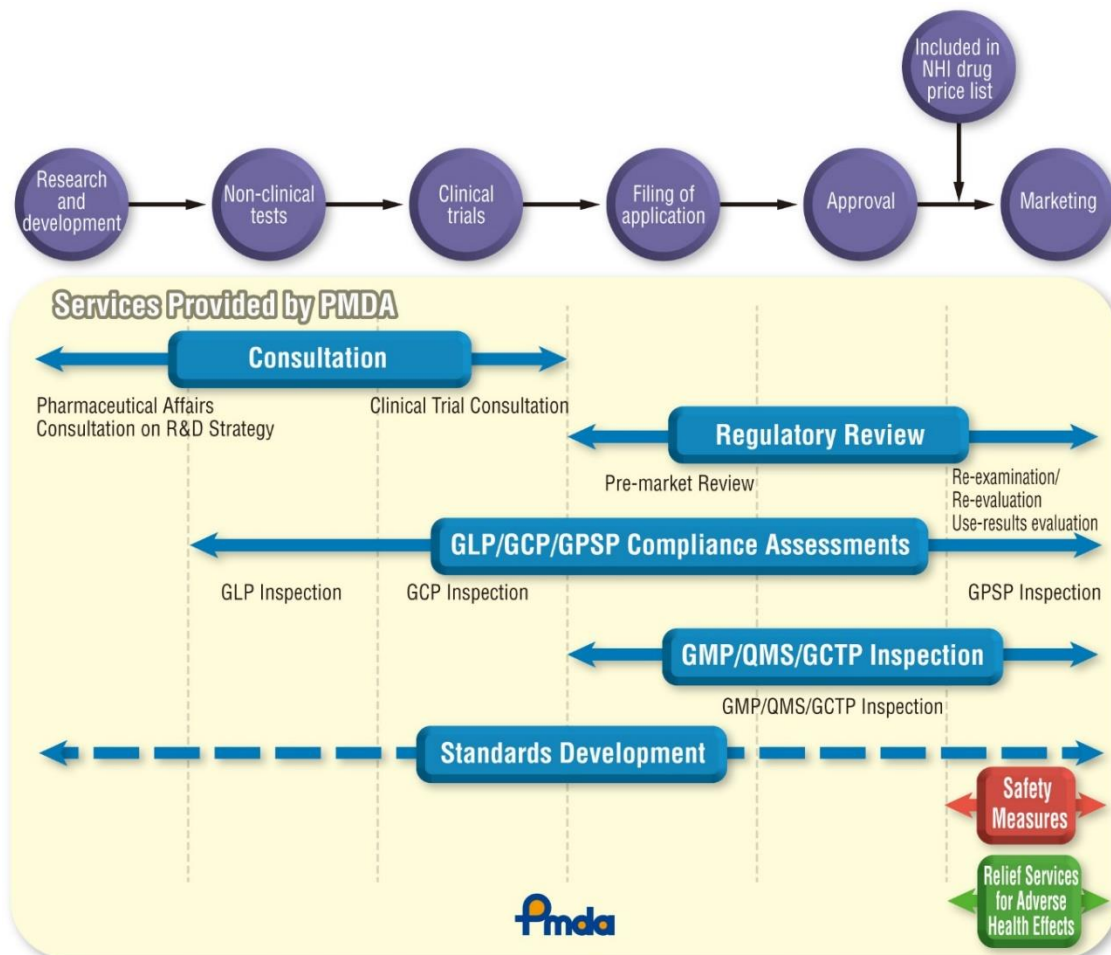 Included in
NHI drug
price list
Research
and
development
Non-clinical
tests
Clinical
trials
Filing of
application
Approval
Marketing
Services Provided by PMDA
Consultation
Pharmaceutical Affairs
Consultation on R&D Strategy
Clinical Trial Consultation
Regulatory Review
Pre-market Review
Re-examination/
Re-evaluation
Use-results evaluation
GLP/GCP/GPSP Compliance Assessments
GLP Inspection
GCP Inspection
GPSP Inspection
GMP/QMS/GCTP Inspection
GMP/QMS/GCTP Inspection
Standards Development
Safety
Measures
Relief Services
for Adverse
Health Effects
Pmda